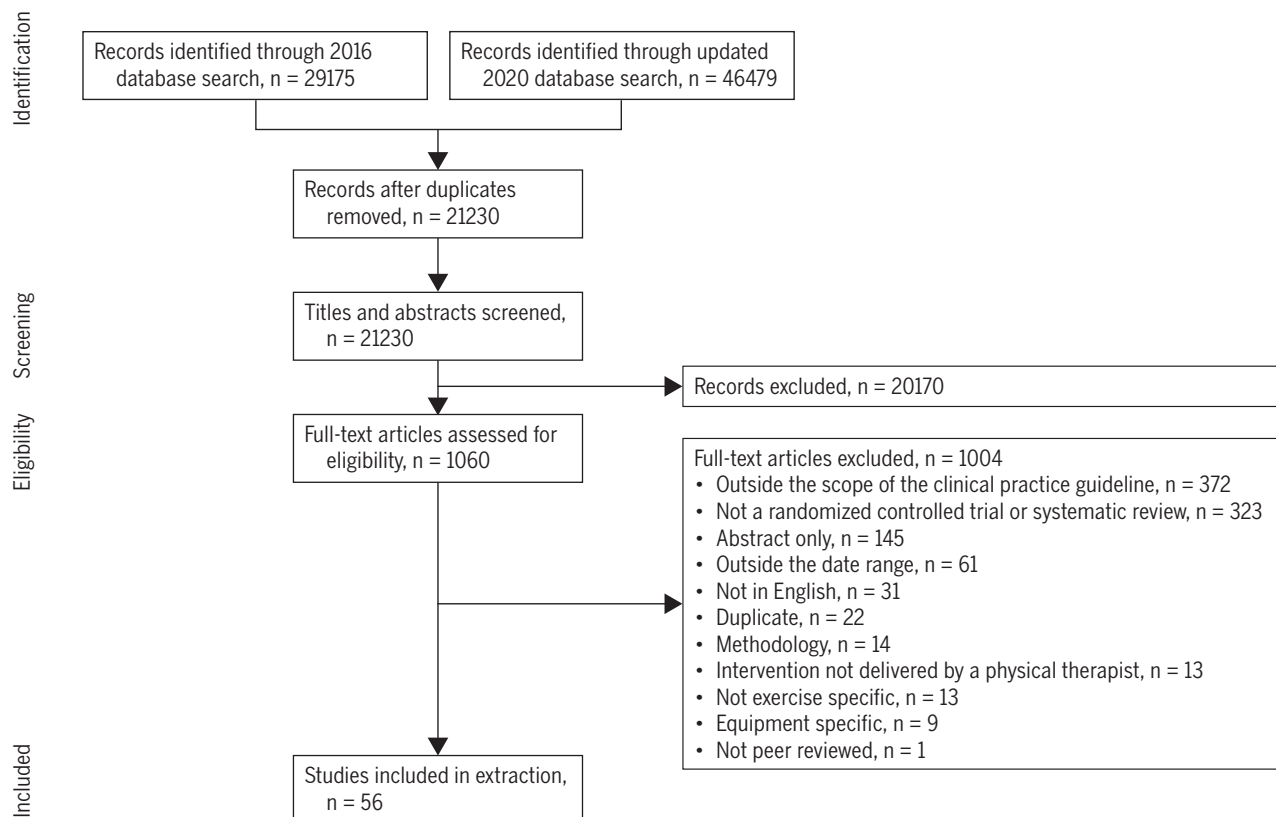 Identification
Records identified through 2016
database search, n = 29175
Records identified through updated
2020 database search, n = 46479
Records after duplicates
removed, n = 21230
Screening
Titles and abstracts screened,
n = 21230
Records excluded, n = 20170
Eligibility
Full-text articles assessed for
eligibility, n = 1060
Full-text articles excluded, n = 1004
• Outside the scope of the clinical practice guideline, n = 372
• Not a randomized controlled trial or systematic review, n = 323
• Abstract only, n = 145
• Outside the date range, n = 61
• Not in English, n = 31
• Duplicate, n = 22
• Methodology, n = 14
• Intervention not delivered by a physical therapist, n = 13
• Not exercise specific, n = 13
• Equipment specific, n = 9
• Not peer reviewed, n = 1
Included
Studies included in extraction,
n = 56